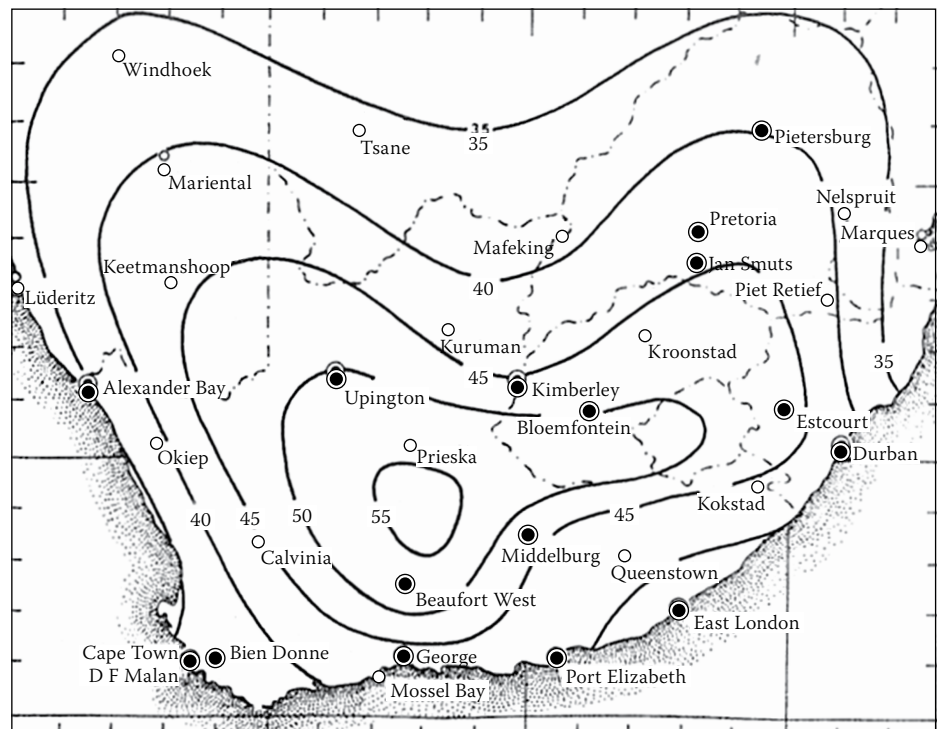 Windhoek
35
35
Tsane
Pietersburg
Mariental
Nelspruit
Pretoria
Marques
Mafeking
Keetmanshoop
Jan Smuts
40
Piet Retief
Lüderitz
Kuruman
Kroonstad
35
45
Alexander Bay
Kimberley
Upington
Estcourt
Bloemfontein
Okiep
Prieska
Durban
Kokstad
40
45
50
55
45
Calvinia
Middelburg
Queenstown
Beaufort West
East London
Cape Town
D F Malan
Bien Donne
George
Port Elizabeth
Mossel Bay